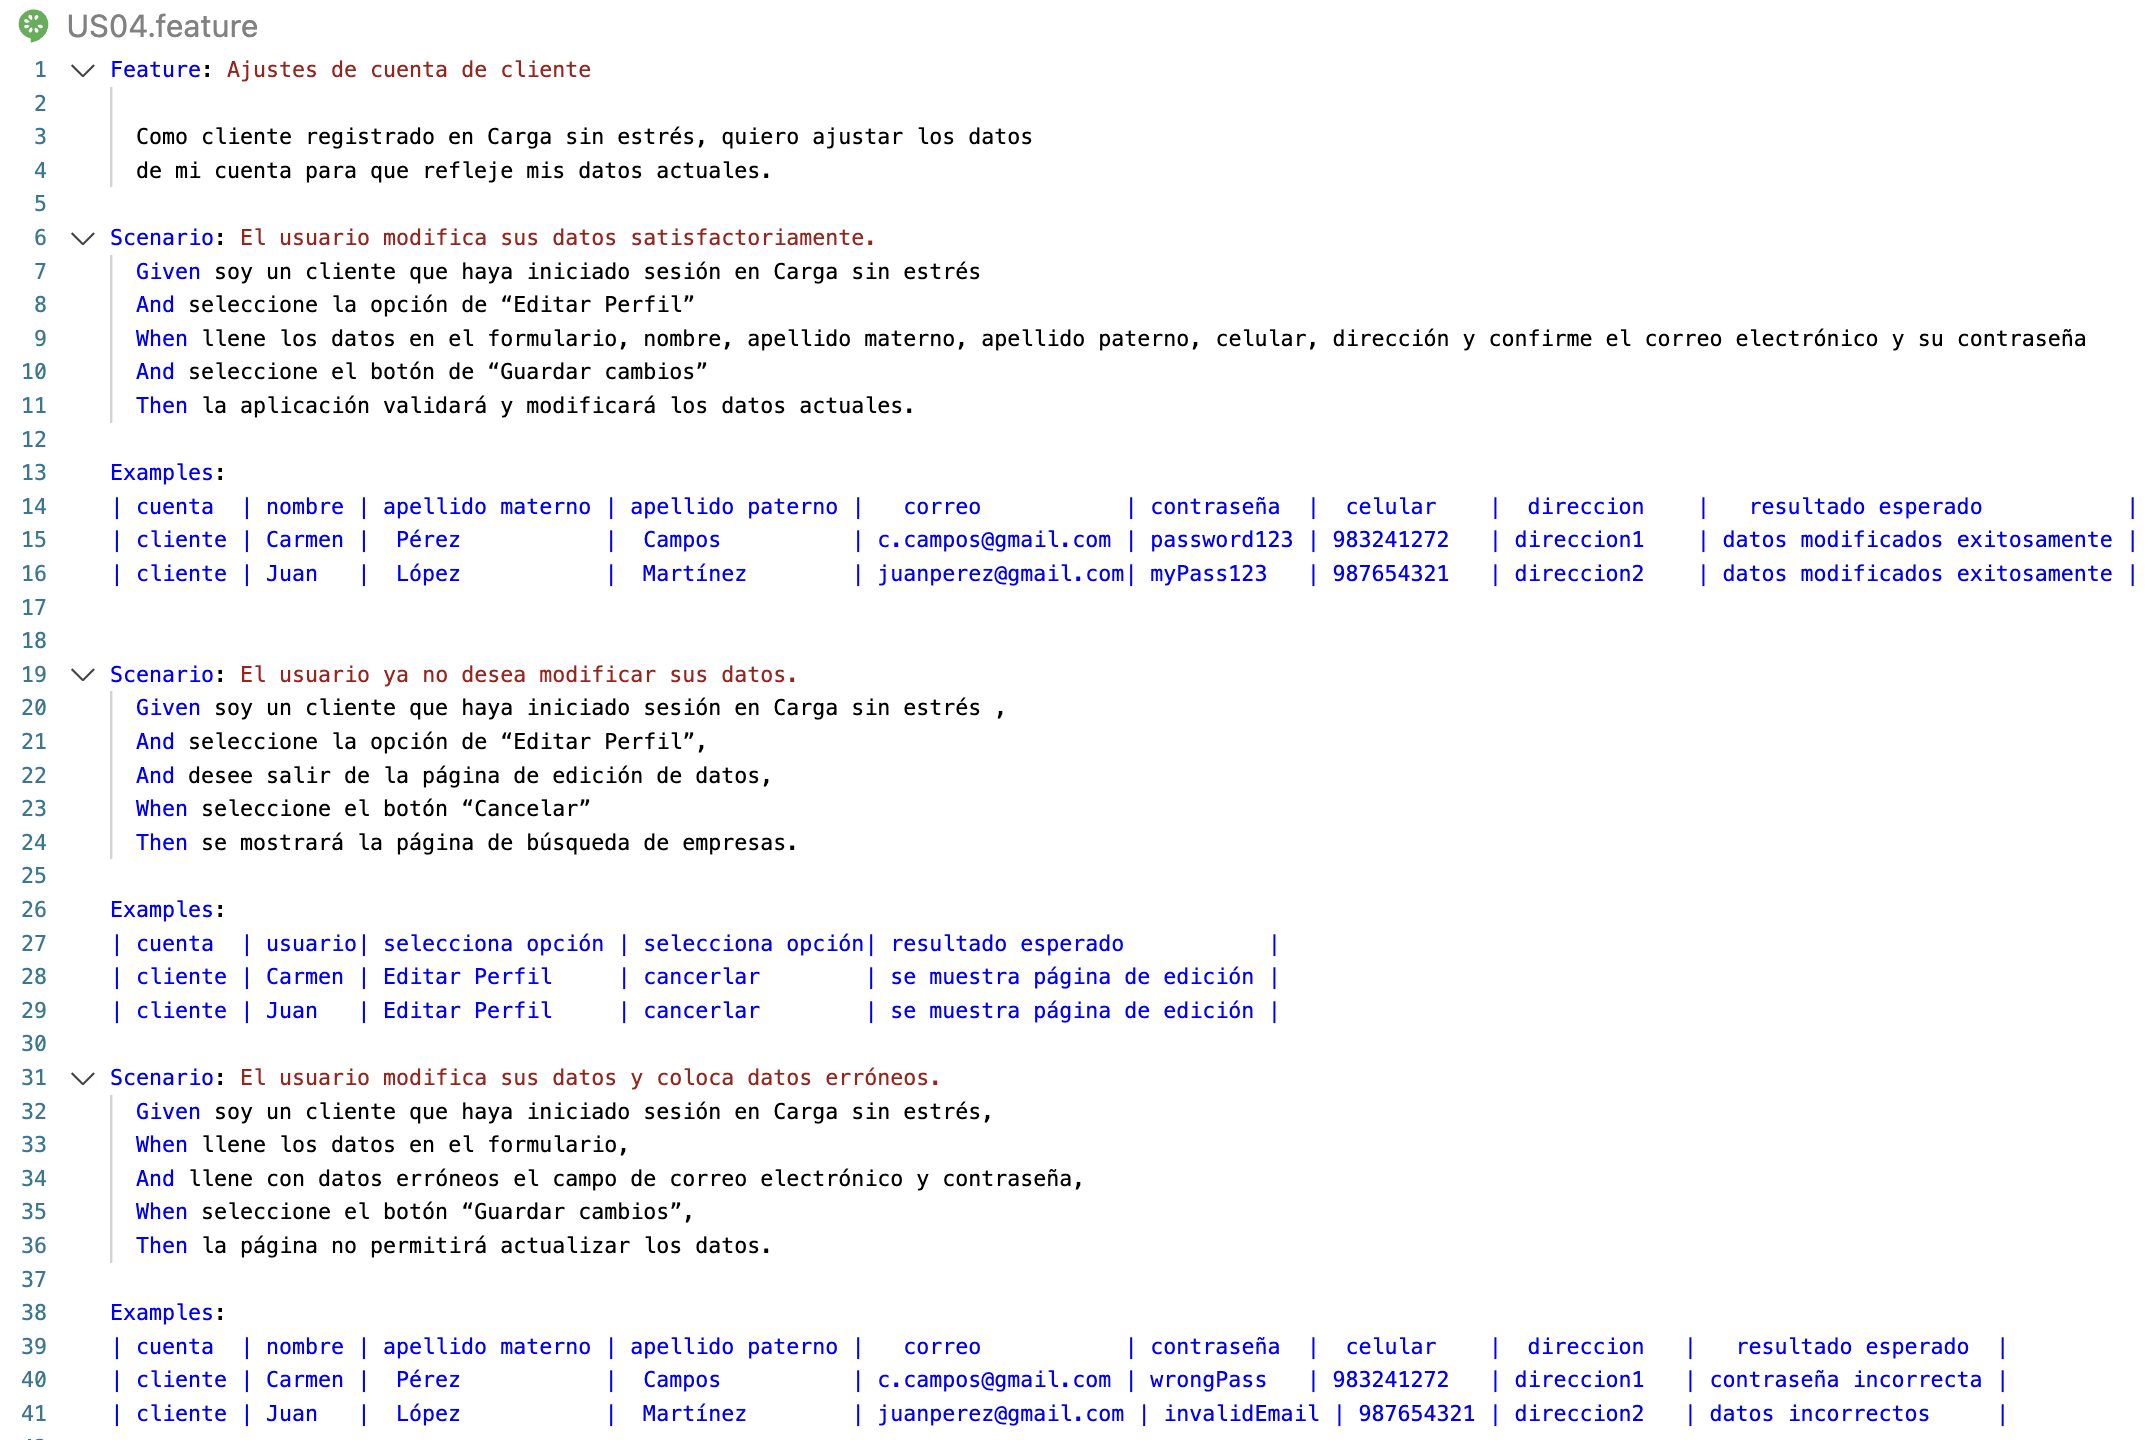 US04.feature
1 Feature: Ajustes de cuenta de cliente
2
3 Como cliente registrado en Carga sin estrés, quiero ajustar los datos
4 de mi cuenta para que refleje mis datos actuales.
5
6 Scenario: El usuario modifica sus datos satisfactoriamente.
7 Given soy un cliente que haya iniciado sesión en Carga sin estrés
8 And seleccione la opción de “Editar Perfil”
9 When llene los datos en el formulario, nombre, apellido materno, apellido paterno, celular, dirección y confirme el correo electrónico y su contraseña
10 And seleccione el botón de “Guardar cambios”
11 Then la aplicación validará y modificará los datos actuales.
12
13 Examples:
14 | cuenta | nombre | apellido materno | apellido paterno | correo | contraseña | celular | direccion | resultado esperado |
15 | cliente | Carmen | Pérez | Campos | c.campos@gmail.com | password123 | 983241272 | direccion1 | datos modificados exitosamente |
16 | cliente | Juan | López | Martínez | juanperez@gmail.com| myPass123 | 987654321 | direccion2 | datos modificados exitosamente |
17
18
19 Scenario: El usuario ya no desea modificar sus datos.
20 Given soy un cliente que haya iniciado sesión en Carga sin estrés ,
21 And seleccione la opción de “Editar Perfil”,
22 And desee salir de la página de edición de datos,
23 When seleccione el botón “Cancelar”
24 Then se mostrará la página de búsqueda de empresas.
25
26 Examples:
27 | cuenta | usuario| selecciona opción | selecciona opción| resultado esperado |
28 | cliente | Carmen | Editar Perfil | cancerlar | se muestra página de edición |
29 | cliente | Juan | Editar Perfil | cancerlar | se muestra página de edición |
30
31 Scenario: El usuario modifica sus datos y coloca datos erróneos.
32 Given soy un cliente que haya iniciado sesión en Carga sin estrés,
33 When llene los datos en el formulario,
34 And llene con datos erróneos el campo de correo electrónico y contraseña,
35 When seleccione el botón “Guardar cambios”,
36 Then la página no permitirá actualizar los datos.
37
38 Examples:
39 | cuenta | nombre | apellido materno | apellido paterno | correo | contraseña | celular | direccion | resultado esperado |
40 | cliente | Carmen | Pérez | Campos | c.campos@gmail.com | wrongPass | 983241272 | direccion1 | contraseña incorrecta |
41 | cliente | Juan | López | Martínez | juanperez@gmail.com | invalidEmail | 987654321 | direccion2 | datos incorrectos |